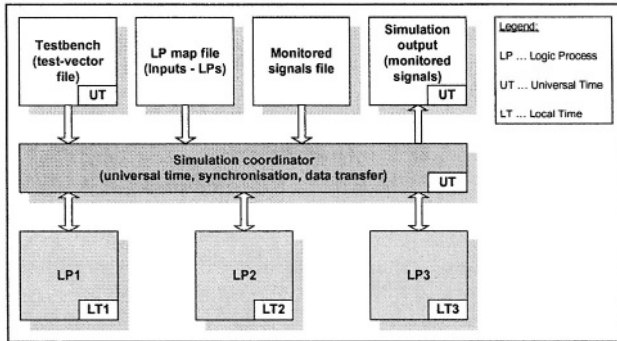 Testbench
(test-vector
file)
UT
LP map file
(Inputs - LPs)
Monitored
signals file
Simulation
output
(monitored
signals)
UT
Legend:
LP ... Logic Process
UT ... Universal Time
LT ... Local Time
Simulation coordinator
(universal time, synchronisation, data transfer)
UT
LP1
LT1
LP2
LT2
LP3
LT3